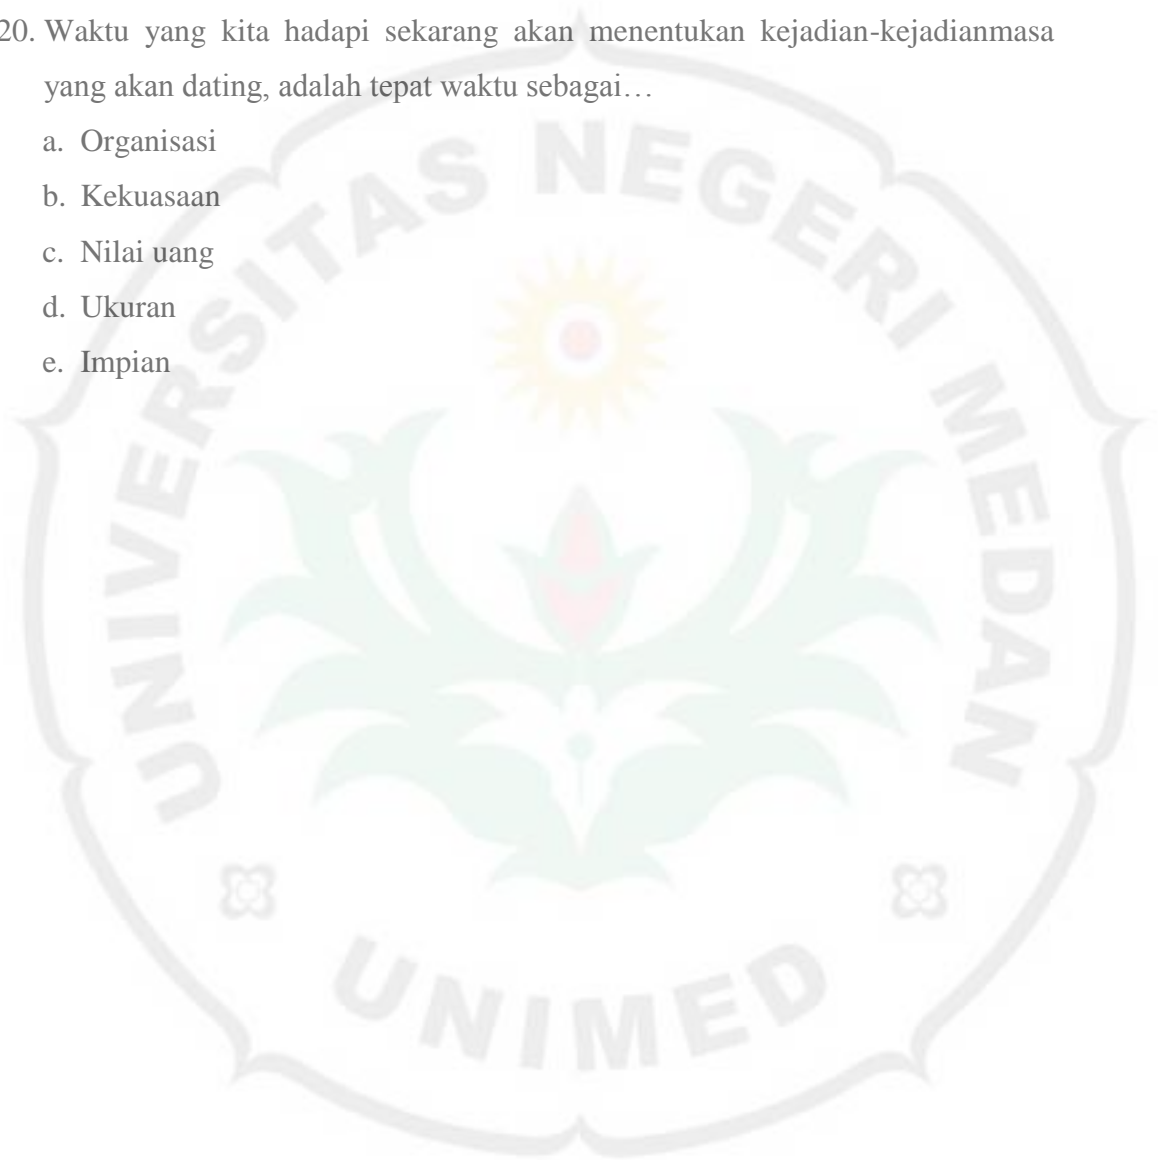 20. Waktu yang kita hadapi sekarang akan menentukan kejadian-kejadianmasa
yang akan dating, adalah tepat waktu sebagai…
a. Organisasi
b. Kekuasaan
c. Nilai uang
d. Ukuran
e. Impian
UNIVERSITAS NEGERI MEDAN
UNIMED